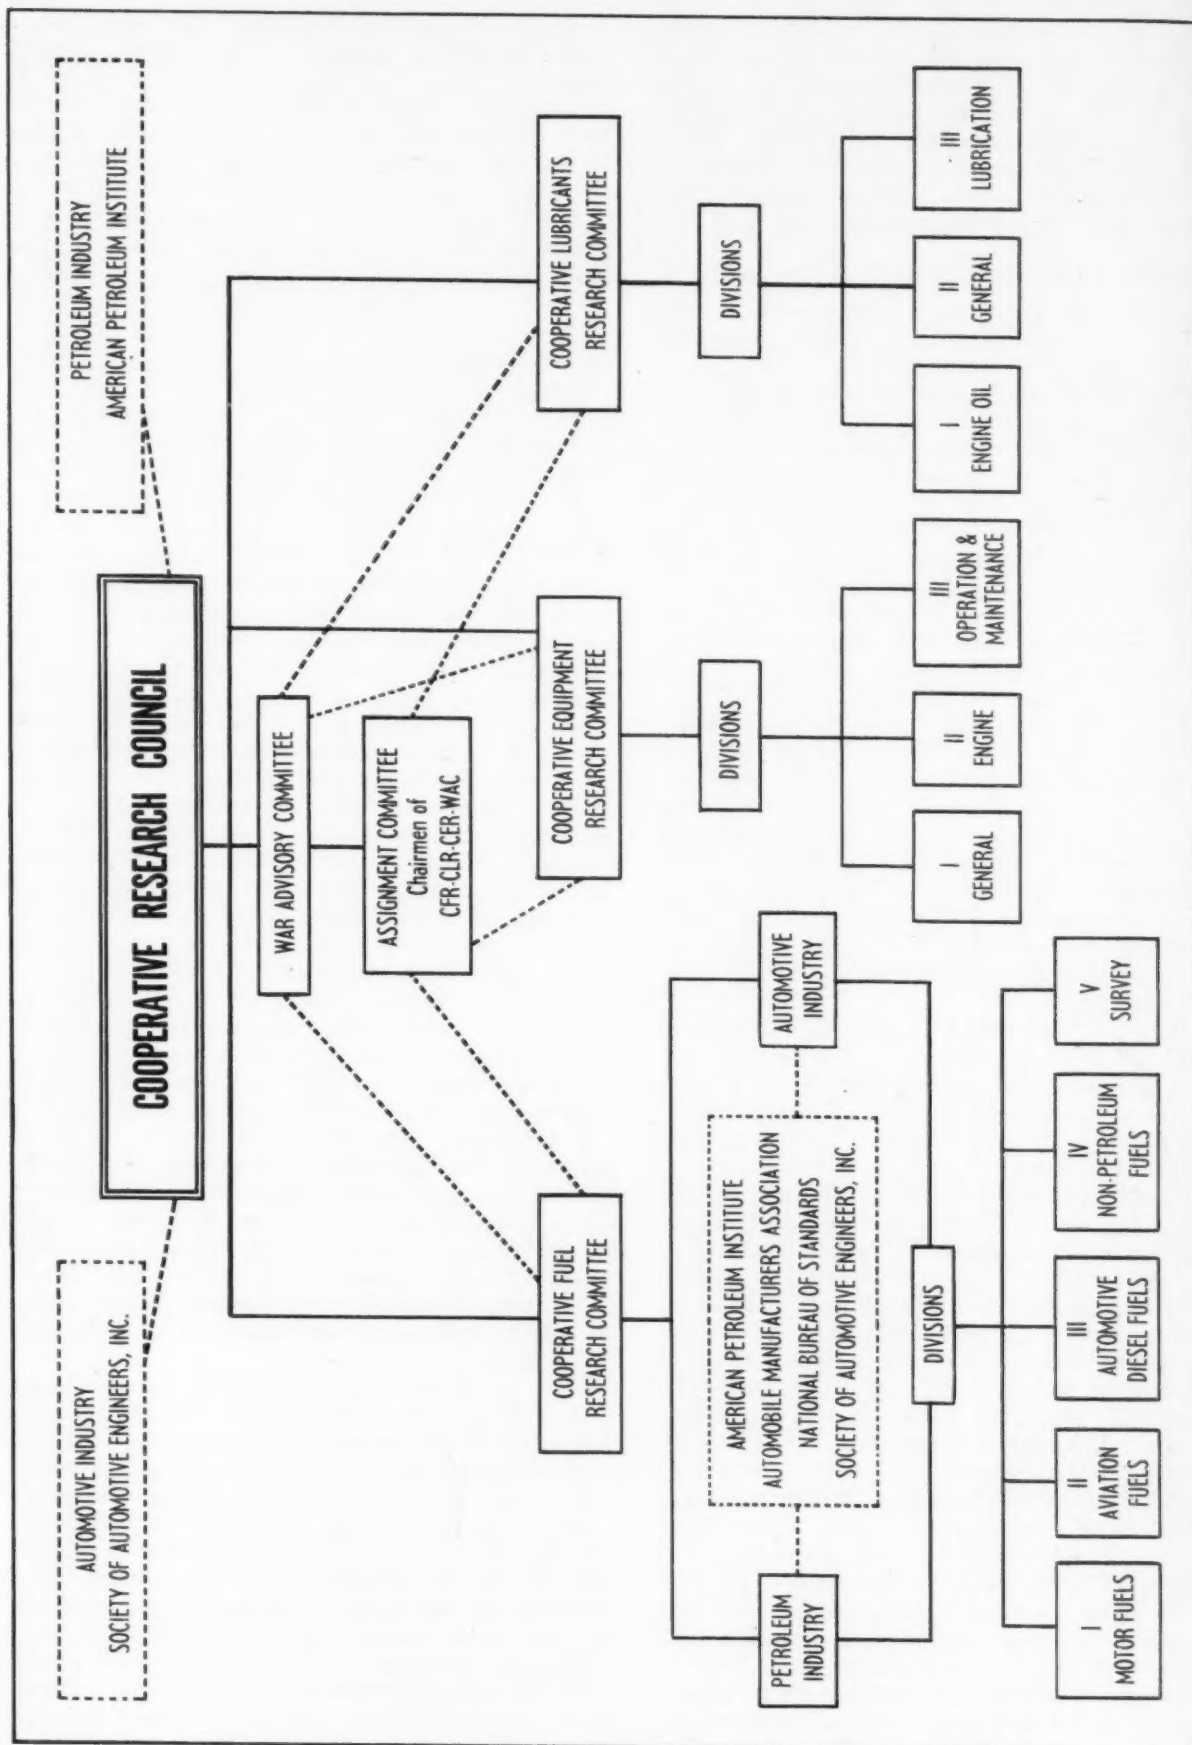 AUTOMOTIVE INDUSTRY
SOCIETY OF AUTOMOTIVE ENGINEERS, INC.
COOPERATIVE RESEARCH COUNCIL
PETROLEUM INDUSTRY
AMERICAN PETROLEUM INSTITUTE
WAR ADVISORY COMMITTEE
ASSIGNMENT COMMITTEE
Chairmen of
CFR-CLR-CER-WAC
COOPERATIVE FUEL
RESEARCH COMMITTEE
COOPERATIVE EQUIPMENT
RESEARCH COMMITTEE
COOPERATIVE LUBRICANTS
RESEARCH COMMITTEE
PETROLEUM
INDUSTRY
AMERICAN PETROLEUM INSTITUTE
AUTOMOBILE MANUFACTURERS ASSOCIATION
NATIONAL BUREAU OF STANDARDS
SOCIETY OF AUTOMOTIVE ENGINEERS, INC.
AUTOMOTIVE
INDUSTRY
DIVISIONS
DIVISIONS
DIVISIONS
I
MOTOR FUELS
II
AVIATION
FUELS
III
AUTOMOTIVE
DIESEL FUELS
IV
NON-PETROLEUM
FUELS
V
SURVEY
I
GENERAL
II
ENGINE
III
OPERATION &
MAINTENANCE
I
ENGINE OIL
II
GENERAL
III
LUBRICATION